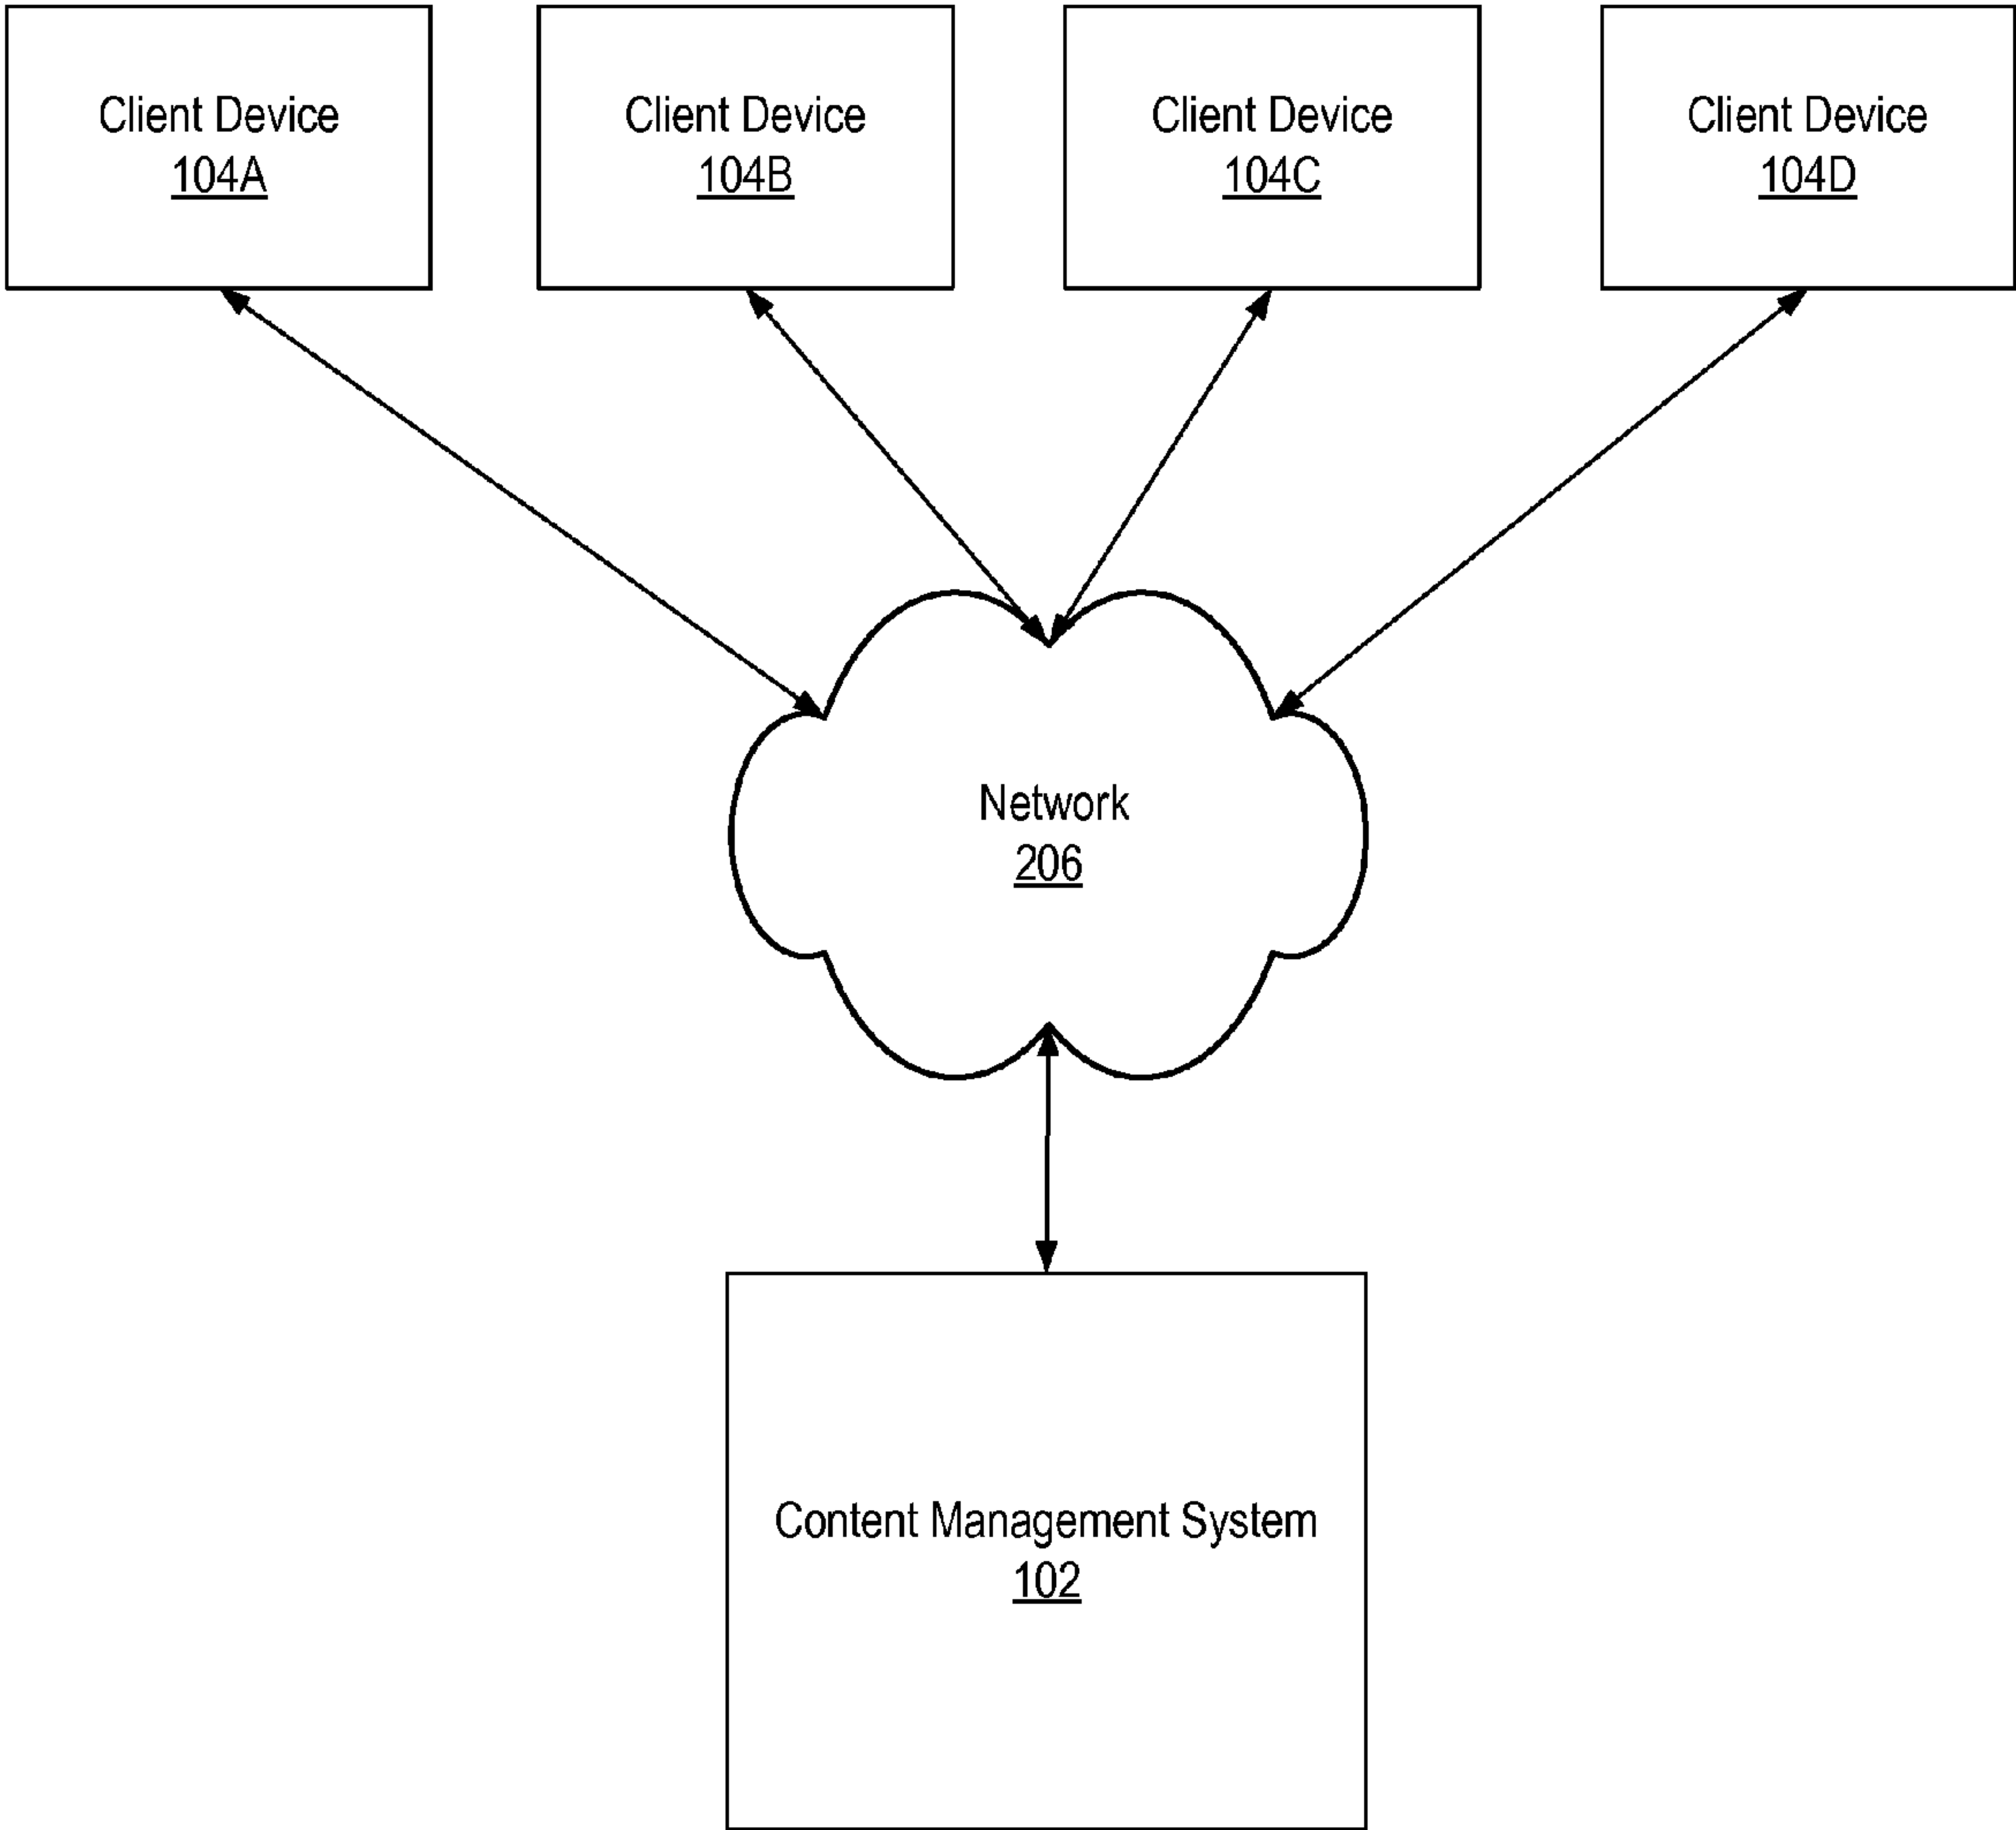 Client Device
104A
Client Device
104B
Client Device
104C
Client Device
104D
Network
206
Content Management System
102